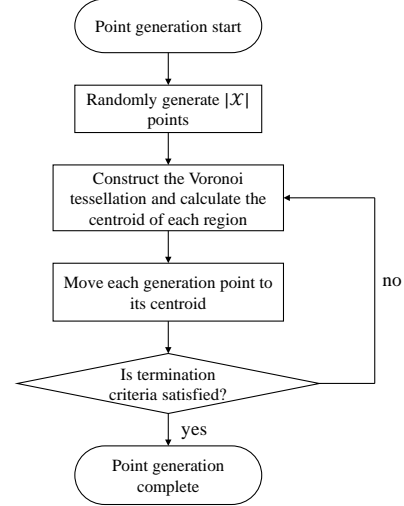 Point generation start
Randomly generate |𝒳|
points
Construct the Voronoi
tessellation and calculate the
centroid of each region
Move each generation point to
its centroid
no
Is termination
criteria satisfied?
yes
Point generation
complete